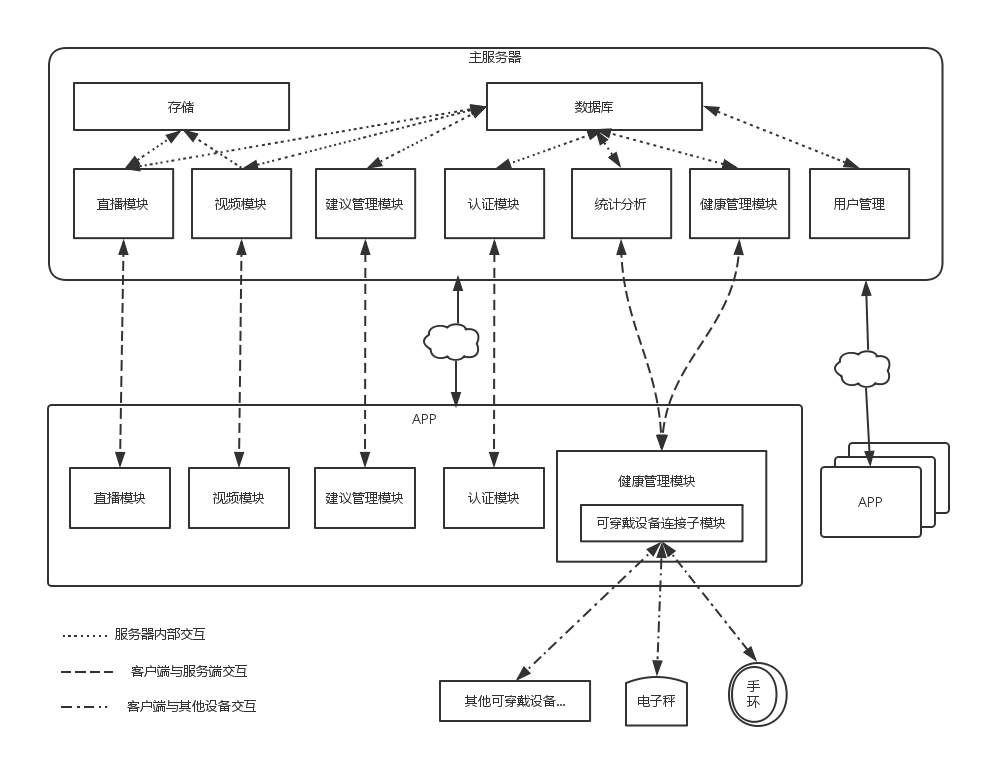 主服务器
存储
数据库
直播模块
视频模块
建议管理模块
认证模块
统计分析
健康管理模块
用户管理
APP
直播模块
视频模块
建议管理模块
认证模块
健康管理模块
可穿戴设备连接子模块
APP
服务器内部交互
客户端与服务端交互
客户端与其他设备交互
其他可穿戴设备...
电子秤
手
环